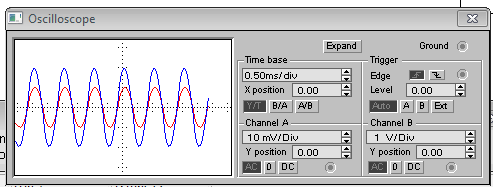 Oscilloscope
Expand Ground
Time base Trigger
0.50ms/div Edge
X position 0.00 Level 0.00
Y/T B/A A/B Auto A B Ext
Channel A Channel B
10 mV/Div 1 V/Div
Y position 0.00 Y position 0.00
AC 0 DC AC 0 DC